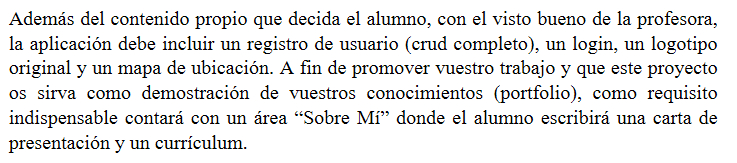 Además del contenido propio que decida el alumno, con el visto bueno de la profesora,
la aplicación debe incluir un registro de usuario (crud completo), un login, un logotipo
original y un mapa de ubicación. A fin de promover vuestro trabajo y que este proyecto
os sirva como demostración de vuestros conocimientos (portfolio), como requisito
indispensable contará con un área “Sobre Mí” donde el alumno escribirá una carta de
presentación y un currículum.